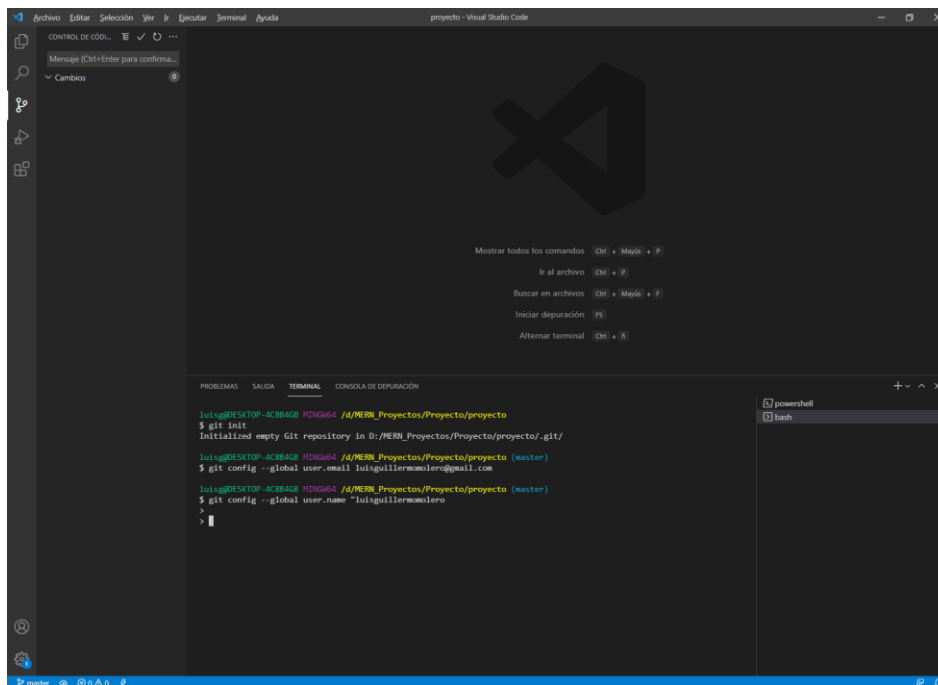 Archivo Editar Selección Ver Ir Ejecutar Terminal Ayuda
proyecto - Visual Studio Code
CONTROL DE CÓDI...
Mensaje (Ctrl+Enter para confirma...
Cambios 0
Mostrar todos los comandos Ctrl + Mayús + P
Ir al archivo Ctrl + P
Buscar en archivos Ctrl + Mayús + F
Iniciar depuración F5
Alternar terminal Ctrl + ñ
PROBLEMAS SALIDA TERMINAL CONSOLA DE DEPURACIÓN
powershell
bash
luisg@DESKTOP-4C8B4GB MINGW64 /d/MERN_Proyectos/Proyecto/proyecto
$ git init
Initialized empty Git repository in D:/MERN_Proyectos/Proyecto/proyecto/.git/
luisg@DESKTOP-4C8B4GB MINGW64 /d/MERN_Proyectos/Proyecto/proyecto (master)
$ git config --global user.email luisguillermomolero@gmail.com
luisg@DESKTOP-4C8B4GB MINGW64 /d/MERN_Proyectos/Proyecto/proyecto (master)
$ git config --global user.name "luisguillermomolero
>
>
1
master 0 0